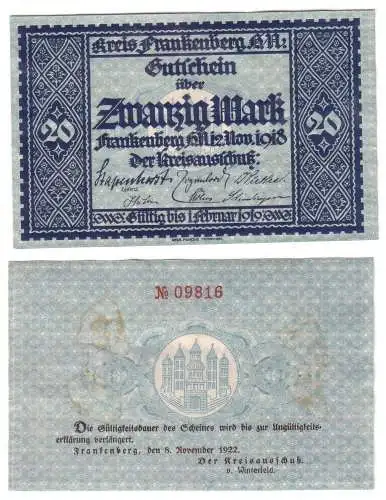 Kreis Frankenberg H.N:
Gutschein
über
Zwanzig Mark
20
20
Frankenberg H.N. 12. Nov. 1918
Der Kreisausschuß:
Gültig bis 1. Februar 1919
№ 09816
Die Gültigkeitsdauer des Scheines wird bis zur Ungültigkeits-
erklärung verlängert.
Frankenberg, den 8. November 1922.
Der Kreisausschuß.
v. Winterfeld.